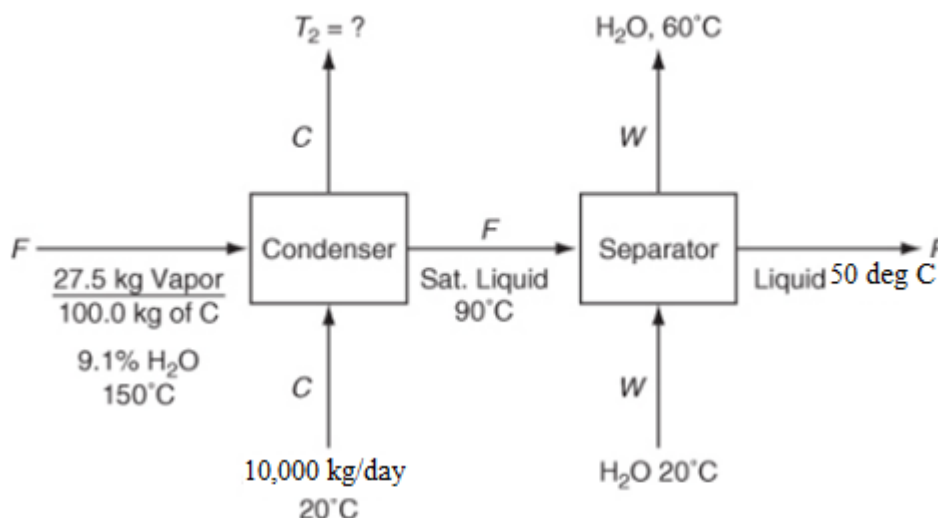 T₂ = ?
H₂O, 60°C
C
W
F
Condenser
F
Separator
F
27.5 kg Vapor
100.0 kg of C
Sat. Liquid
90°C
Liquid 50 deg C
9.1% H₂O
150°C
C
W
10,000 kg/day
20°C
H₂O 20°C